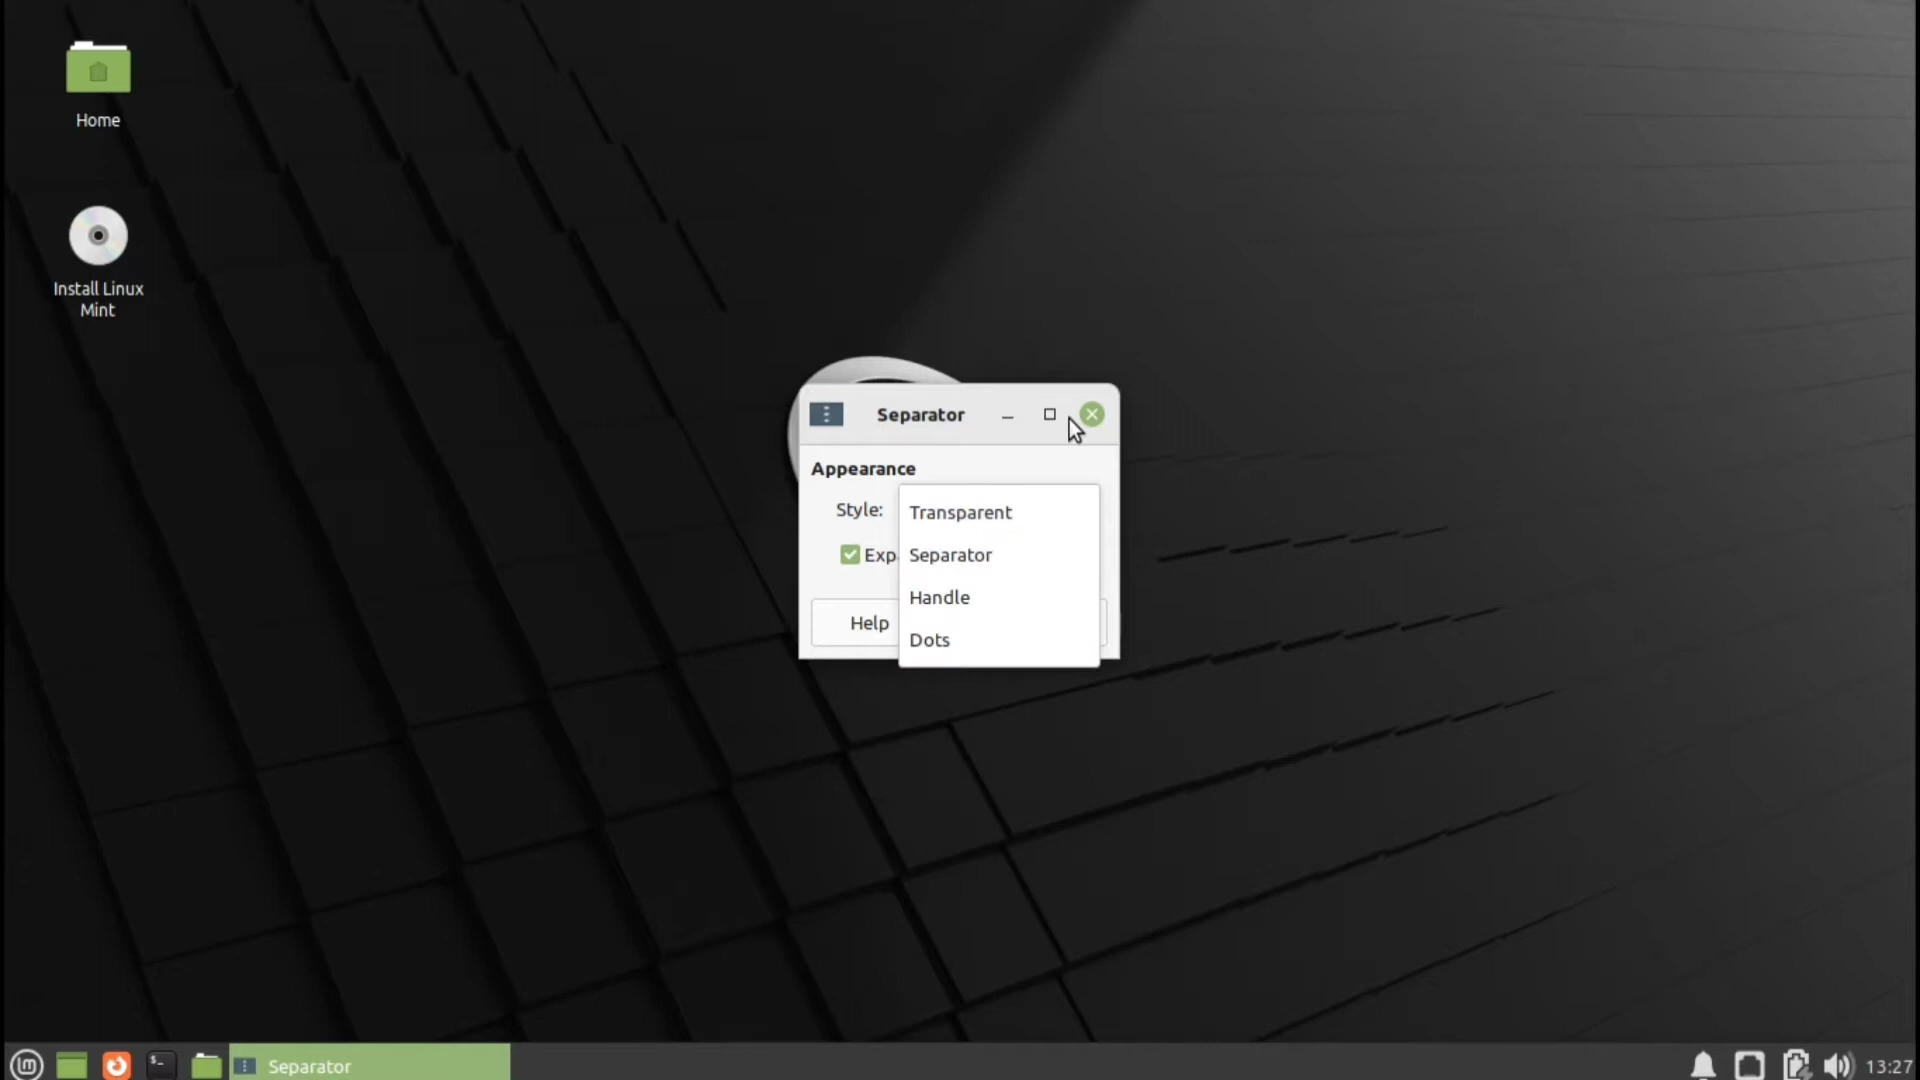 Home
Install Linux
Mint
Separator
Appearance
Style:
Transparent
Exp
Separator
Handle
Help
Dots
$-
Separator
13:27